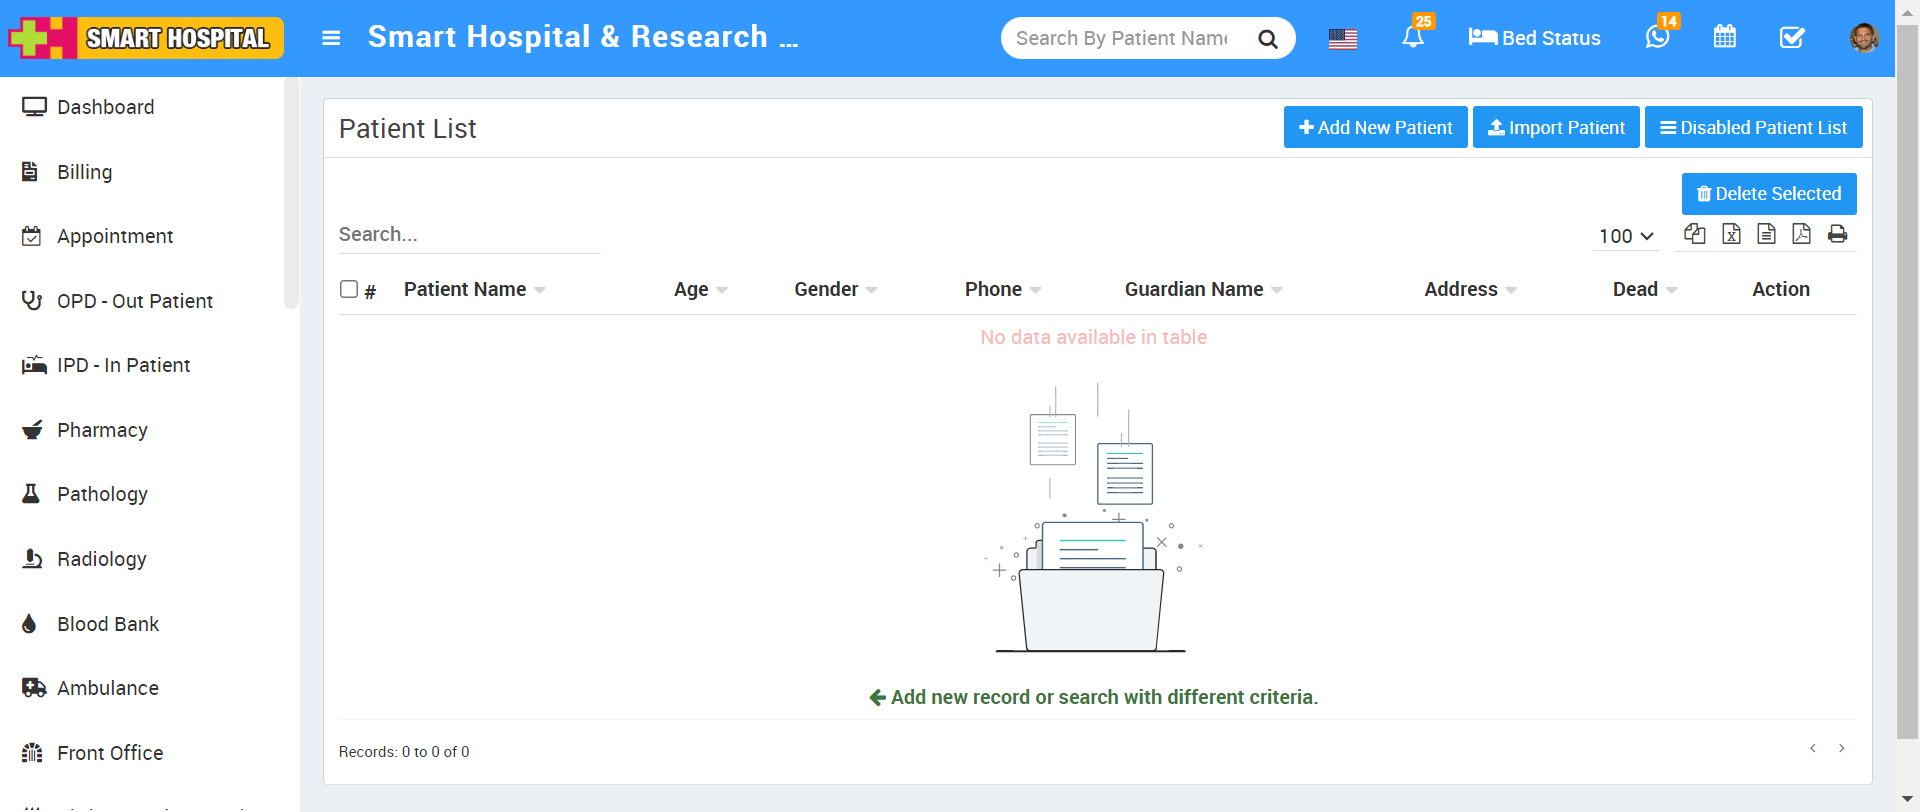 SMART HOSPITAL
Smart Hospital & Research ...
Search By Patient Name
25
Bed Status
14
Dashboard
Billing
Appointment
OPD - Out Patient
IPD - In Patient
Pharmacy
Pathology
Radiology
Blood Bank
Ambulance
Front Office
Patient List
Add New Patient
Import Patient
Disabled Patient List
Delete Selected
Search...
100
# Patient Name Age Gender Phone Guardian Name Address Dead Action
No data available in table
Add new record or search with different criteria.
Records: 0 to 0 of 0